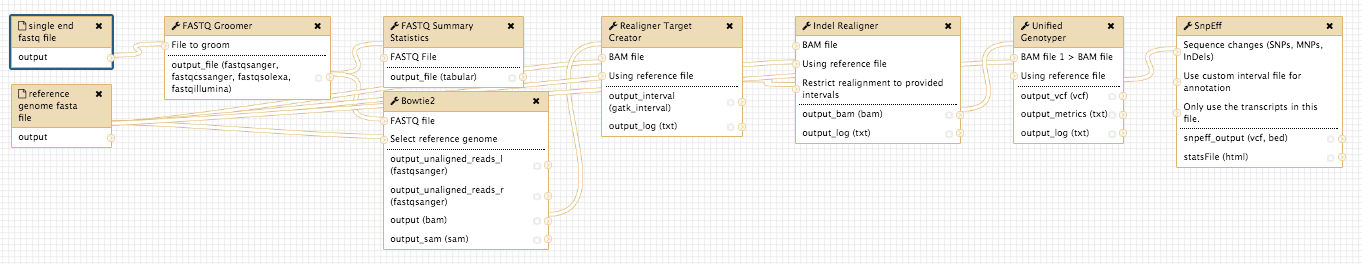 single end
fastq file
output
reference
genome fasta
file
output
FASTQ Groomer
File to groom
output_file (fastqsanger,
fastqcssanger, fastqsolexa,
fastqillumina)
FASTQ Summary
Statistics
FASTQ File
output_file (tabular)
Bowtie2
FASTQ file
Select reference genome
output_unaligned_reads_l
(fastqsanger)
output_unaligned_reads_r
(fastqsanger)
output (bam)
output_sam (sam)
Realigner Target
Creator
BAM file
Using reference file
output_interval
(gatk_interval)
output_log (txt)
Indel Realigner
BAM file
Using reference file
Restrict realignment to provided
intervals
output_bam (bam)
output_log (txt)
Unified
Genotyper
BAM file 1 > BAM file
Using reference file
output_vcf (vcf)
output_metrics (txt)
output_log (txt)
SnpEff
Sequence changes (SNPs, MNPs,
InDels)
Use custom interval file for
annotation
Only use the transcripts in this
file.
snpeff_output (vcf, bed)
statsFile (html)